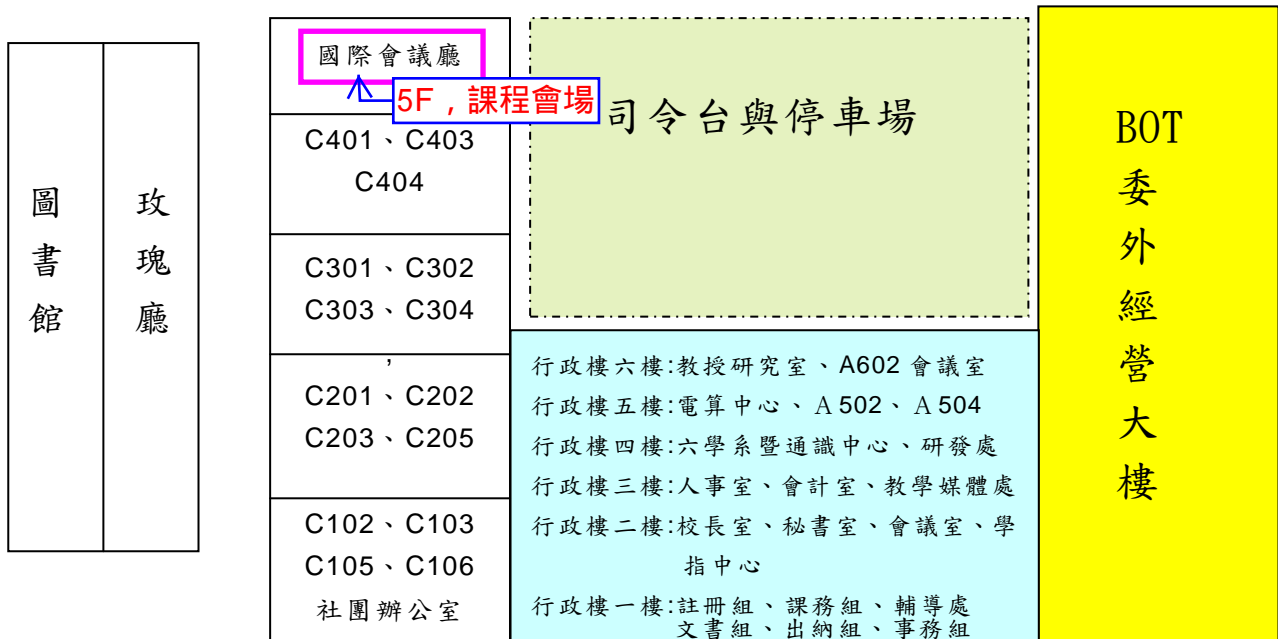 圖書館
玫瑰廳
國際會議廳
5F，課程會場
C401、C403
C404
C301、C302
C303、C304
,
C201、C202
C203、C205
C102、C103
C105、C106
社團辦公室
司令台與停車場
行政樓六樓:教授研究室、A602 會議室
行政樓五樓:電算中心、Ａ502、Ａ504
行政樓四樓:六學系暨通識中心、研發處
行政樓三樓:人事室、會計室、教學媒體處
行政樓二樓:校長室、秘書室、會議室、學
指中心
行政樓一樓:註冊組、課務組、輔導處
文書組、出納組、事務組
BOT
委外經營大樓